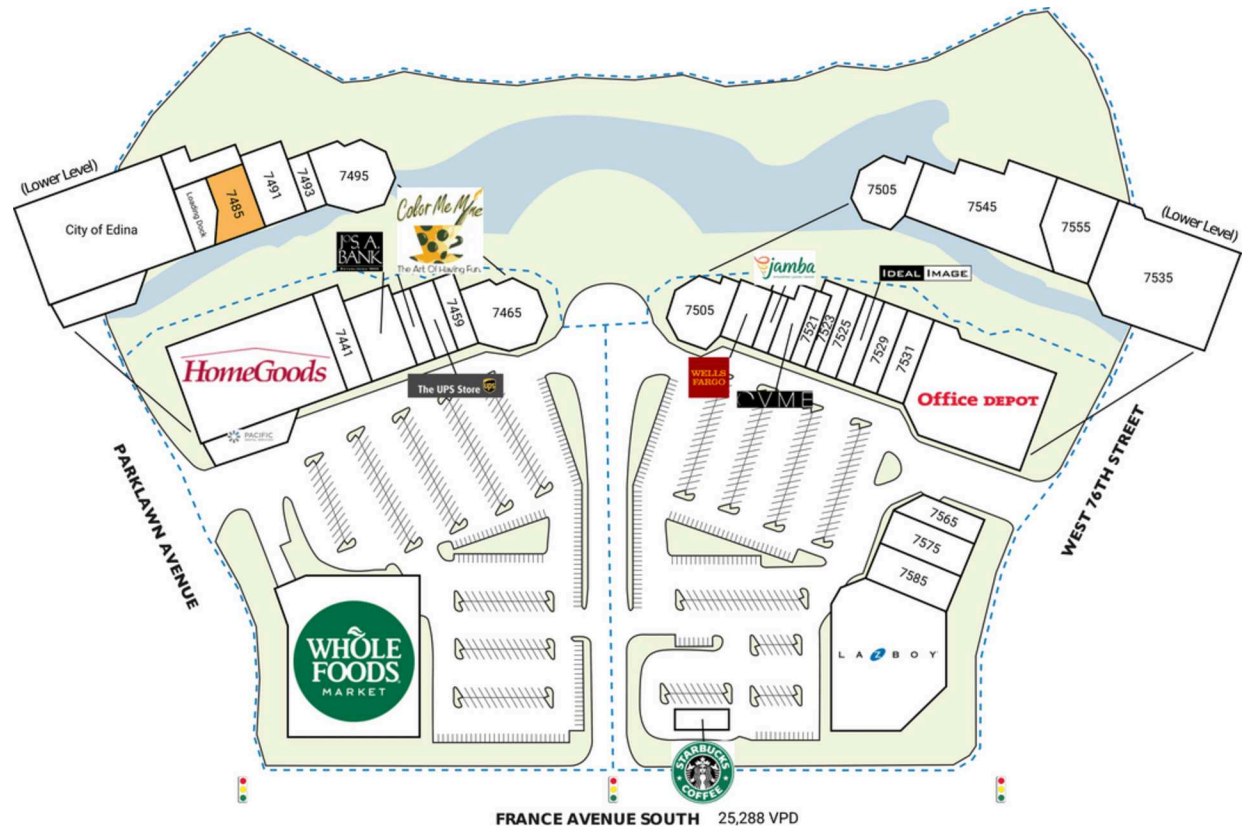 (Lower Level)
City of Edina
Loading Dock
7485
7491
7493
7495
JoS. A.
BANK
Color Me Mine
The Art Of Having Fun.
HomeGoods
7441
7459
7465
The UPS Store
ups
PACIFIC
(Lower Level)
7505
7545
7555
7535
jamba
IDEAL IMAGE
7505
7521
7523
7525
7529
7531
WELLS
FARGO
OVME
Office DEPOT
PARKLAWN AVENUE
WEST 76TH STREET
7565
7575
7585
WHOLE
FOODS
MARKET
LA Z BOY
STARBUCKS
COFFEE
FRANCE AVENUE SOUTH 25,288 VPD